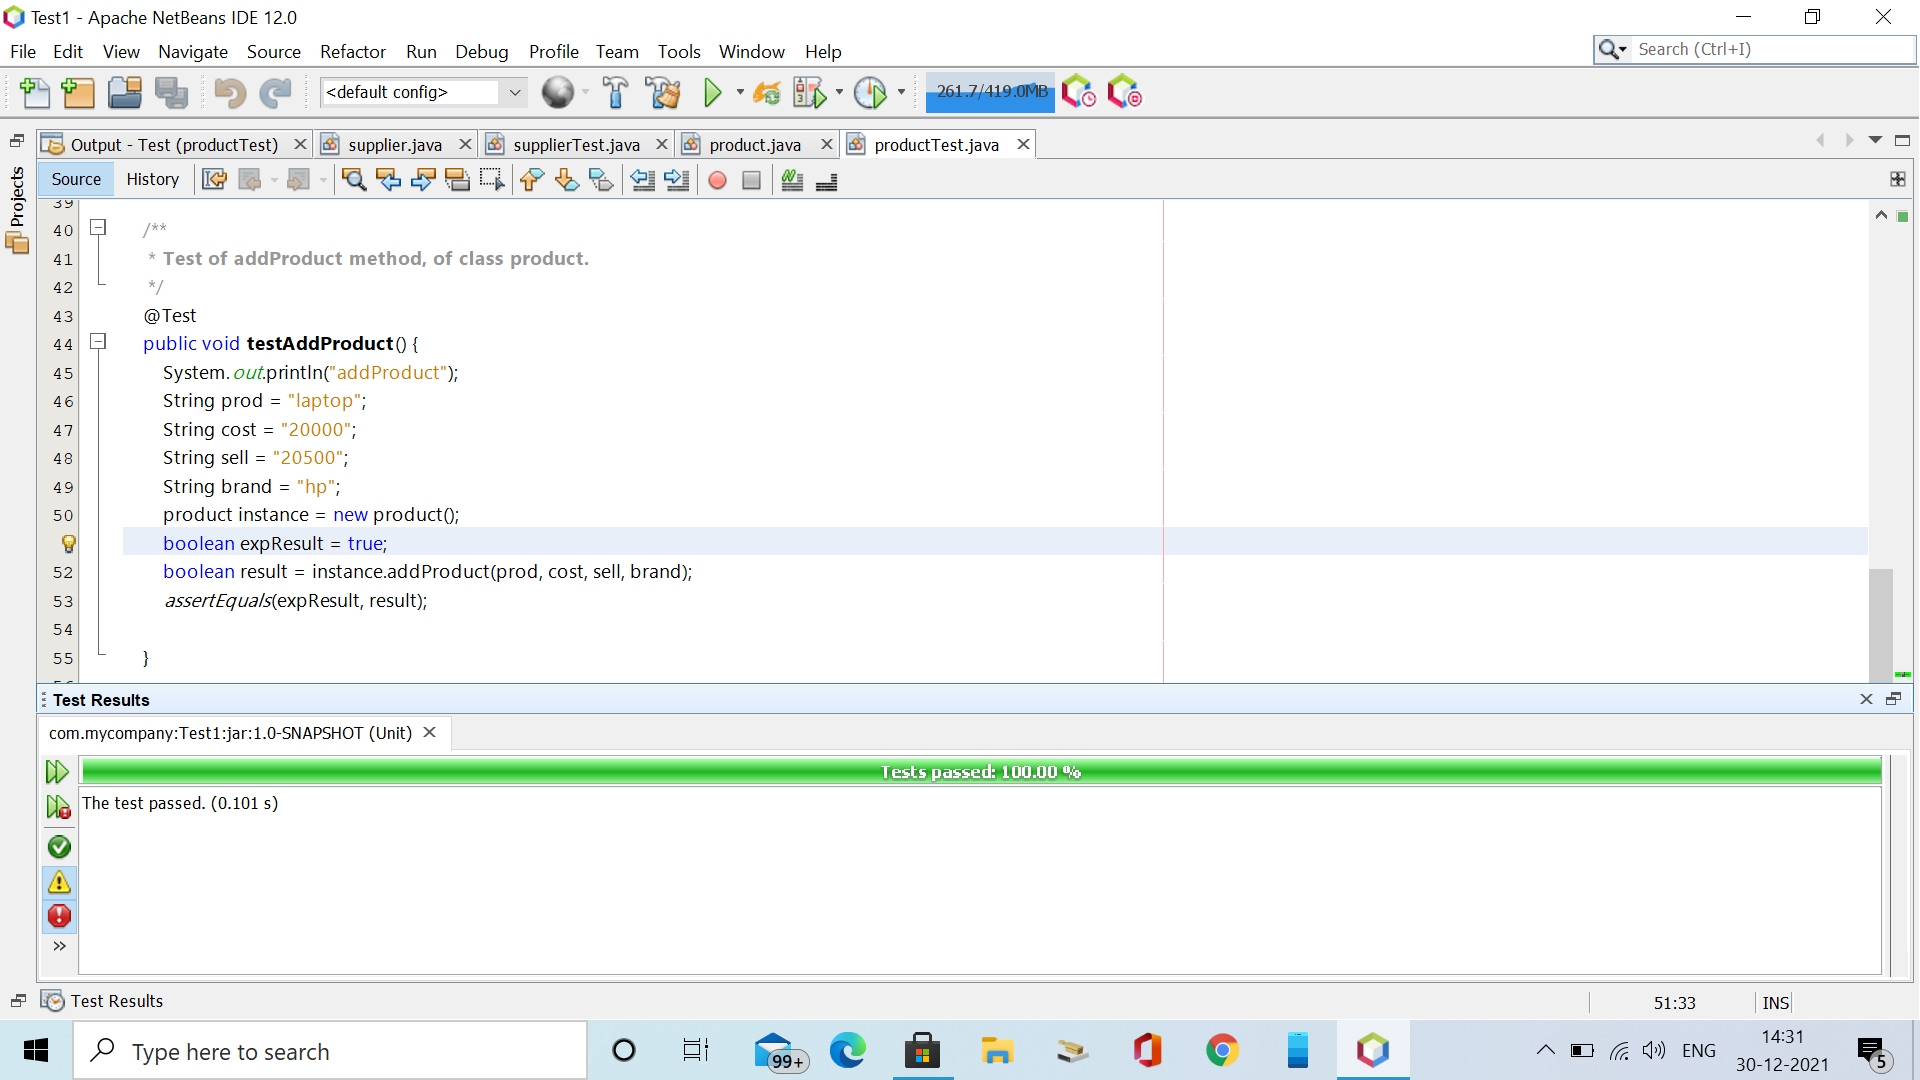 Test1 - Apache NetBeans IDE 12.0
File Edit View Navigate Source Refactor Run Debug Profile Team Tools Window Help
Search (Ctrl+I)
<default config>
261.7/419.0MB
Output - Test (productTest)
supplier.java
supplierTest.java
product.java
productTest.java
Projects
Source
History
39
40 /**
41 * Test of addProduct method, of class product.
42 */
43 @Test
44 public void testAddProduct() {
45 System.out.println("addProduct");
46 String prod = "laptop";
47 String cost = "20000";
48 String sell = "20500";
49 String brand = "hp";
50 product instance = new product();
boolean expResult = true;
52 boolean result = instance.addProduct(prod, cost, sell, brand);
53 assertEquals(expResult, result);
54
55 }
Test Results
com.mycompany:Test1:jar:1.0-SNAPSHOT (Unit)
Tests passed: 100.00 %
The test passed. (0.101 s)
Test Results
51:33
INS
Type here to search
99+
ENG
14:31
30-12-2021
5